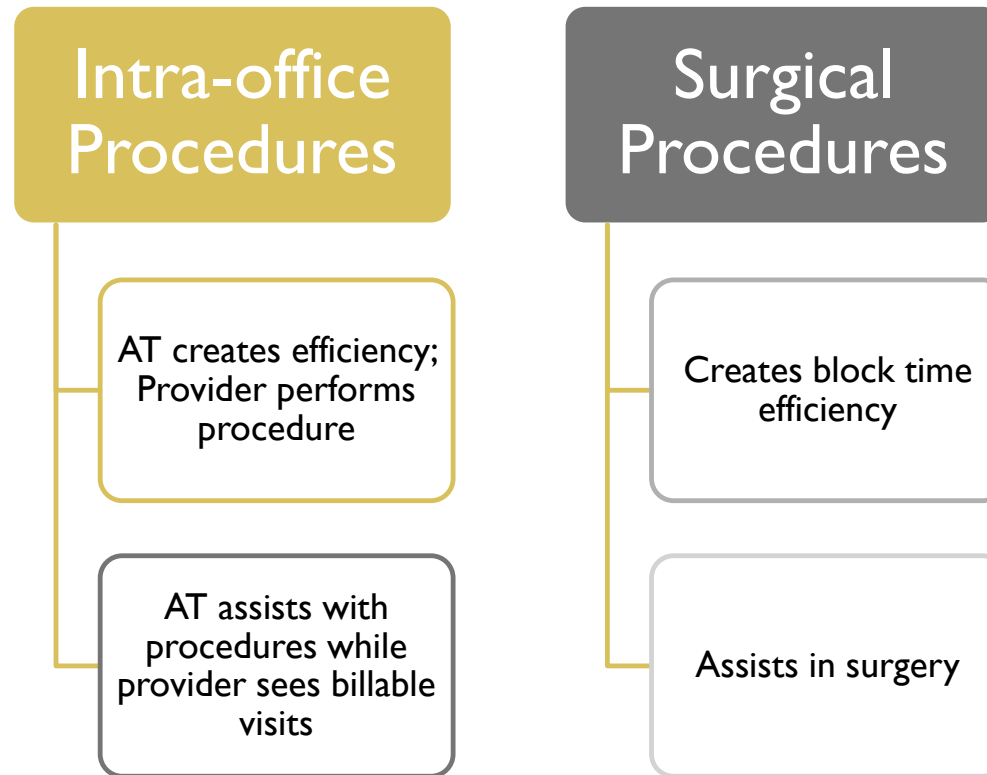 Intra-office
Procedures
AT creates efficiency;
Provider performs
procedure
AT assists with
procedures while
provider sees billable
visits
Surgical
Procedures
Creates block time
efficiency
Assists in surgery